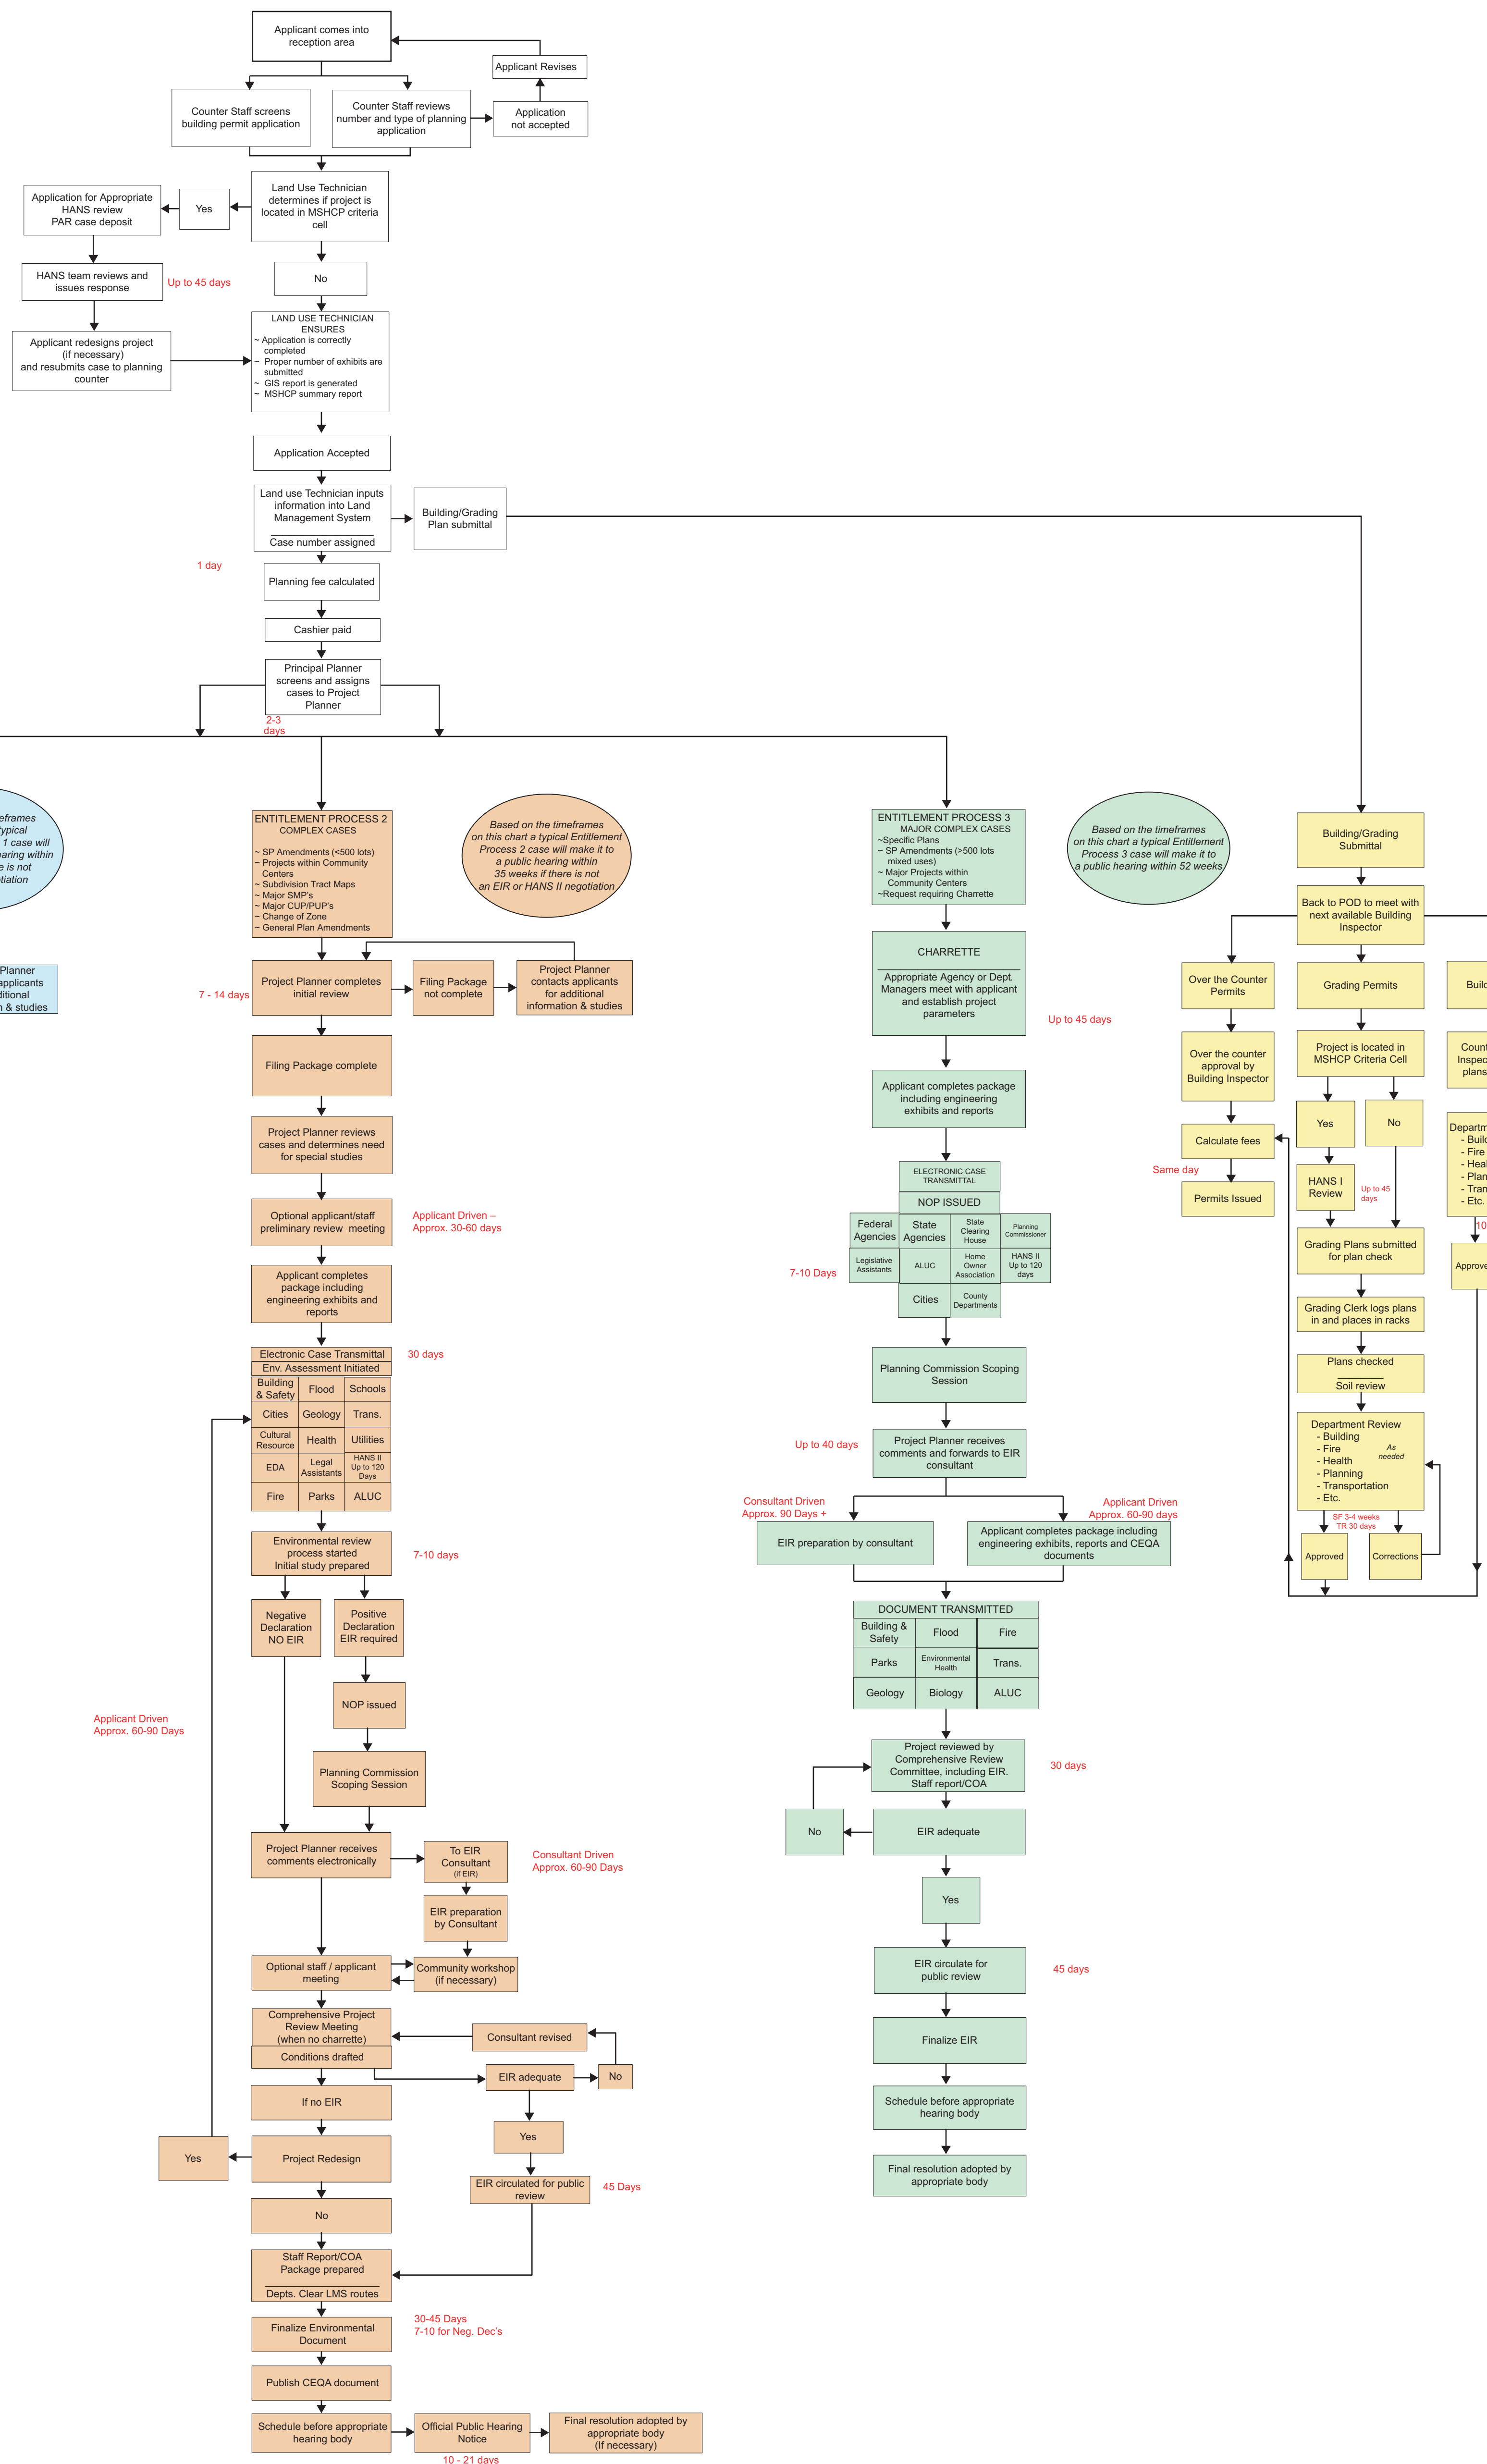 Applicant comes into
reception area
Applicant Revises
Counter Staff screens
building permit application
Counter Staff reviews
number and type of planning
application
Application
not accepted
Application for Appropriate
HANS review
PAR case deposit
Yes
Land Use Technician
determines if project is
located in MSHCP criteria
cell
HANS team reviews and
issues response
Up to 45 days
No
Applicant redesigns project
(if necessary)
and resubmits case to planning
counter
LAND USE TECHNICIAN
ENSURES
~ Application is correctly
completed
~ Proper number of exhibits are
submitted
~ GIS report is generated
~ MSHCP summary report
Application Accepted
Land use Technician inputs
information into Land
Management System
Case number assigned
Building/Grading
Plan submittal
1 day
Planning fee calculated
Cashier paid
Principal Planner
screens and assigns
cases to Project
Planner
2-3
days
eframes
ypical
1 case will
earing within
e is not
tiation
Planner
applicants
ditional
n & studies
ENTITLEMENT PROCESS 2
COMPLEX CASES
~ SP Amendments (<500 lots)
~ Projects within Community
Centers
~ Subdivision Tract Maps
~ Major SMP's
~ Major CUP/PUP's
~ Change of Zone
~ General Plan Amendments
Based on the timeframes
on this chart a typical Entitlement
Process 2 case will make it to
a public hearing within
35 weeks if there is not
an EIR or HANS II negotiation
7 - 14 days
Project Planner completes
initial review
Filing Package
not complete
Project Planner
contacts applicants
for additional
information & studies
Filing Package complete
Project Planner reviews
cases and determines need
for special studies
Optional applicant/staff
preliminary review meeting
Applicant Driven –
Approx. 30-60 days
Applicant completes
package including
engineering exhibits and
reports
Electronic Case Transmittal
30 days
Env. Assessment Initiated
Building
& Safety
Flood
Schools
Cities
Geology
Trans.
Cultural
Resource
Health
Utilities
EDA
Legal
Assistants
HANS II
Up to 120
Days
Fire
Parks
ALUC
Environmental review
process started
Initial study prepared
7-10 days
Negative
Declaration
NO EIR
Positive
Declaration
EIR required
NOP issued
Applicant Driven
Approx. 60-90 Days
Planning Commission
Scoping Session
Project Planner receives
comments electronically
To EIR
Consultant
(if EIR)
Consultant Driven
Approx. 60-90 Days
EIR preparation
by Consultant
Optional staff / applicant
meeting
Community workshop
(if necessary)
Comprehensive Project
Review Meeting
(when no charrette)
Conditions drafted
Consultant revised
EIR adequate
No
If no EIR
Yes
Yes
Project Redesign
EIR circulated for public
review
45 Days
No
Staff Report/COA
Package prepared
Depts. Clear LMS routes
Finalize Environmental
Document
30-45 Days
7-10 for Neg. Dec's
Publish CEQA document
Schedule before appropriate
hearing body
Official Public Hearing
Notice
Final resolution adopted by
appropriate body
(If necessary)
10 - 21 days
ENTITLEMENT PROCESS 3
MAJOR COMPLEX CASES
~Specific Plans
~ SP Amendments (>500 lots
mixed uses)
~ Major Projects within
Community Centers
~Request requiring Charrette
Based on the timeframes
on this chart a typical Entitlement
Process 3 case will make it to
a public hearing within 52 weeks
CHARRETTE
Appropriate Agency or Dept.
Managers meet with applicant
and establish project
parameters
Up to 45 days
Applicant completes package
including engineering
exhibits and reports
ELECTRONIC CASE
TRANSMITTAL
NOP ISSUED
Federal
Agencies
State
Agencies
State
Clearing
House
Planning
Commissioner
7-10 Days
Legislative
Assistants
ALUC
Home
Owner
Association
HANS II
Up to 120
days
Cities
County
Departments
Planning Commission Scoping
Session
Up to 40 days
Project Planner receives
comments and forwards to EIR
consultant
Consultant Driven
Approx. 90 Days +
Applicant Driven
Approx. 60-90 days
EIR preparation by consultant
Applicant completes package including
engineering exhibits, reports and CEQA
documents
DOCUMENT TRANSMITTED
Building &
Safety
Flood
Fire
Parks
Environmental
Health
Trans.
Geology
Biology
ALUC
Project reviewed by
Comprehensive Review
Committee, including EIR.
Staff report/COA
30 days
No
EIR adequate
Yes
EIR circulate for
public review
45 days
Finalize EIR
Schedule before appropriate
hearing body
Final resolution adopted by
appropriate body
Building/Grading
Submittal
Back to POD to meet with
next available Building
Inspector
Over the Counter
Permits
Grading Permits
Build
Over the counter
approval by
Building Inspector
Project is located in
MSHCP Criteria Cell
Count
Inspec
plans
Calculate fees
Yes
No
Departm
- Build
- Fire
- Heal
- Plan
- Tran
- Etc.
Same day
Permits Issued
HANS I
Review
Up to 45
days
10
Grading Plans submitted
for plan check
Approve
Grading Clerk logs plans
in and places in racks
Plans checked
Soil review
Department Review
- Building
- Fire
- Health
- Planning
- Transportation
- Etc.
As
needed
SF 3-4 weeks
TR 30 days
Approved
Corrections